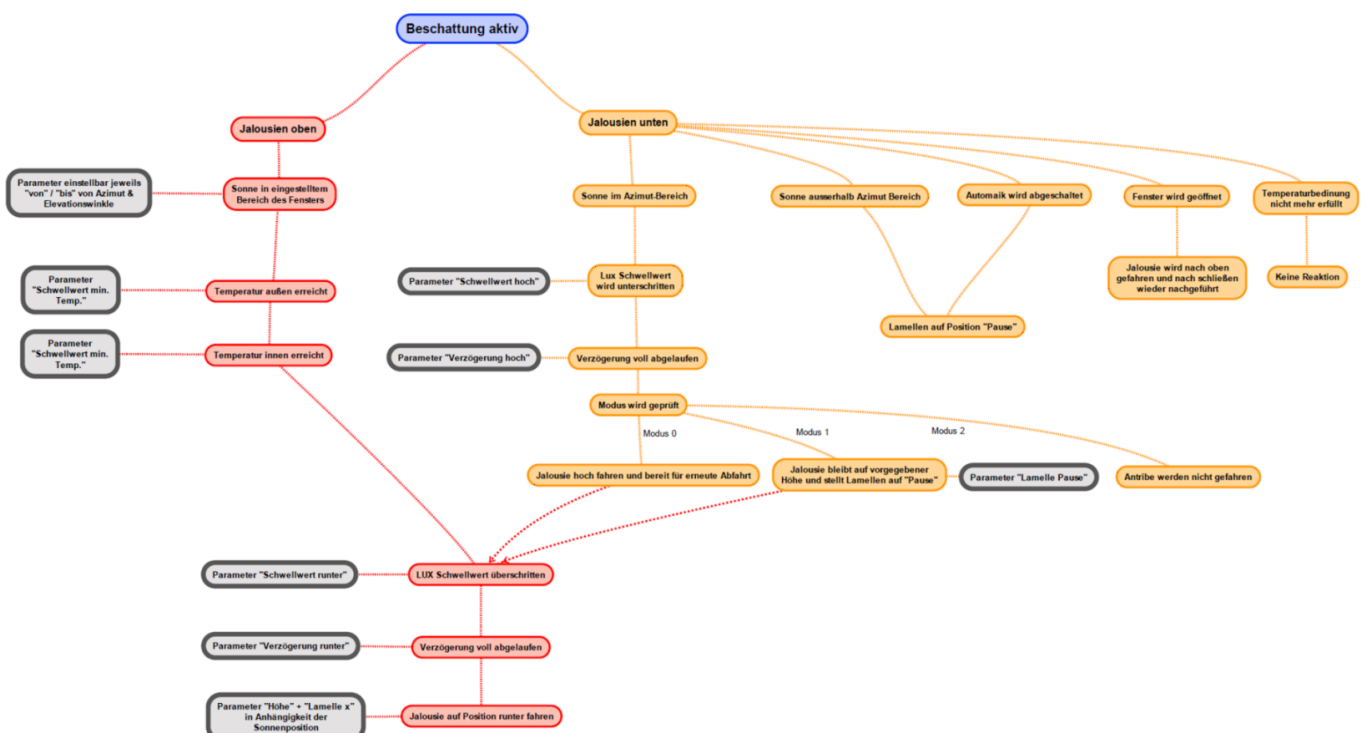 Beschattung aktiv
Jalousien oben
Jalousien unten
Parameter einstellbar jeweils
"von" / "bis" von Azimut &
Elevationswinkle
Sonne in eingestelltem
Bereich des Fensters
Sonne im Azimut-Bereich
Sonne ausserhalb Azimut Bereich
Automaik wird abgeschaltet
Fenster wird geöffnet
Temperaturbedinung
nicht mehr erfüllt
Parameter
"Schwellwert min.
Temp."
Temperatur außen erreicht
Parameter "Schwellwert hoch"
Lux Schwellwert
wird unterschritten
Jalousie wird nach oben
gefahren und nach schließen
wieder nachgeführt
Keine Reaktion
Lamellen auf Position "Pause"
Parameter
"Schwellwert min.
Temp."
Temperatur innen erreicht
Parameter "Verzögerung hoch"
Verzögerung voll abgelaufen
Modus wird geprüft
Modus 0
Modus 1
Modus 2
Jalousie hoch fahren und bereit für erneute Abfahrt
Jalousie bleibt auf vorgegebener
Höhe und stellt Lamellen auf "Pause"
Parameter "Lamelle Pause"
Antribe werden nicht gefahren
Parameter "Schwellwert runter"
LUX Schwellwert überschritten
Parameter "Verzögerung runter"
Verzögerung voll abgelaufen
Parameter "Höhe" + "Lamelle x"
in Anhängigkeit der
Sonnenposition
Jalousie auf Position runter fahren